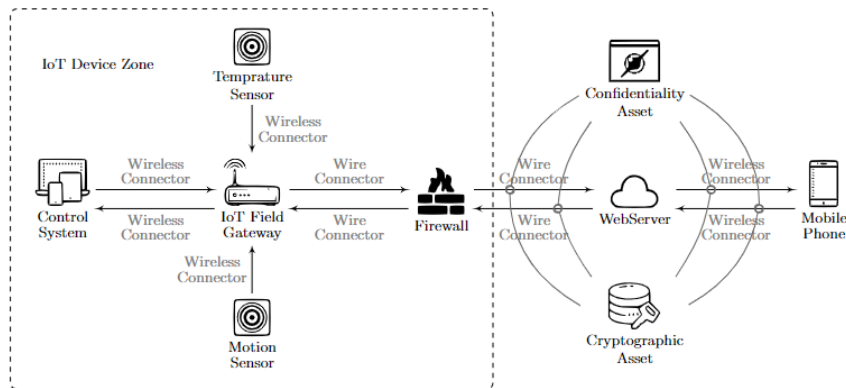 IoT Device Zone
Temprature
Sensor
Confidentiality
Asset
Wireless
Connector
Wireless
Connector
Wire
Connector
Wire
Connector
Wireless
Connector
Control
System
Wireless
Connector
IoT Field
Gateway
Wire
Connector
Firewall
Wire
Connector
WebServer
Wireless
Connector
Mobile
Phone
Wireless
Connector
Motion
Sensor
Cryptographic
Asset